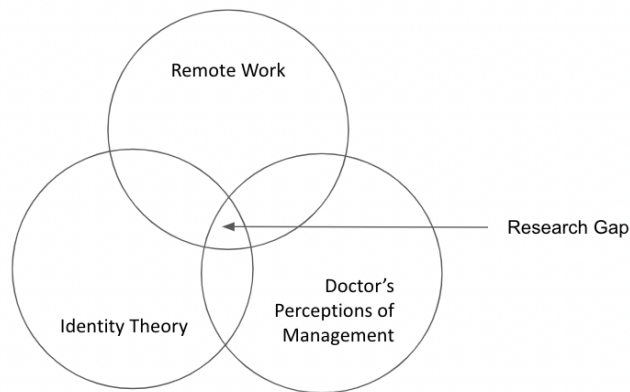 Remote Work
Research Gap
Doctor’s
Perceptions of
Management
Identity Theory